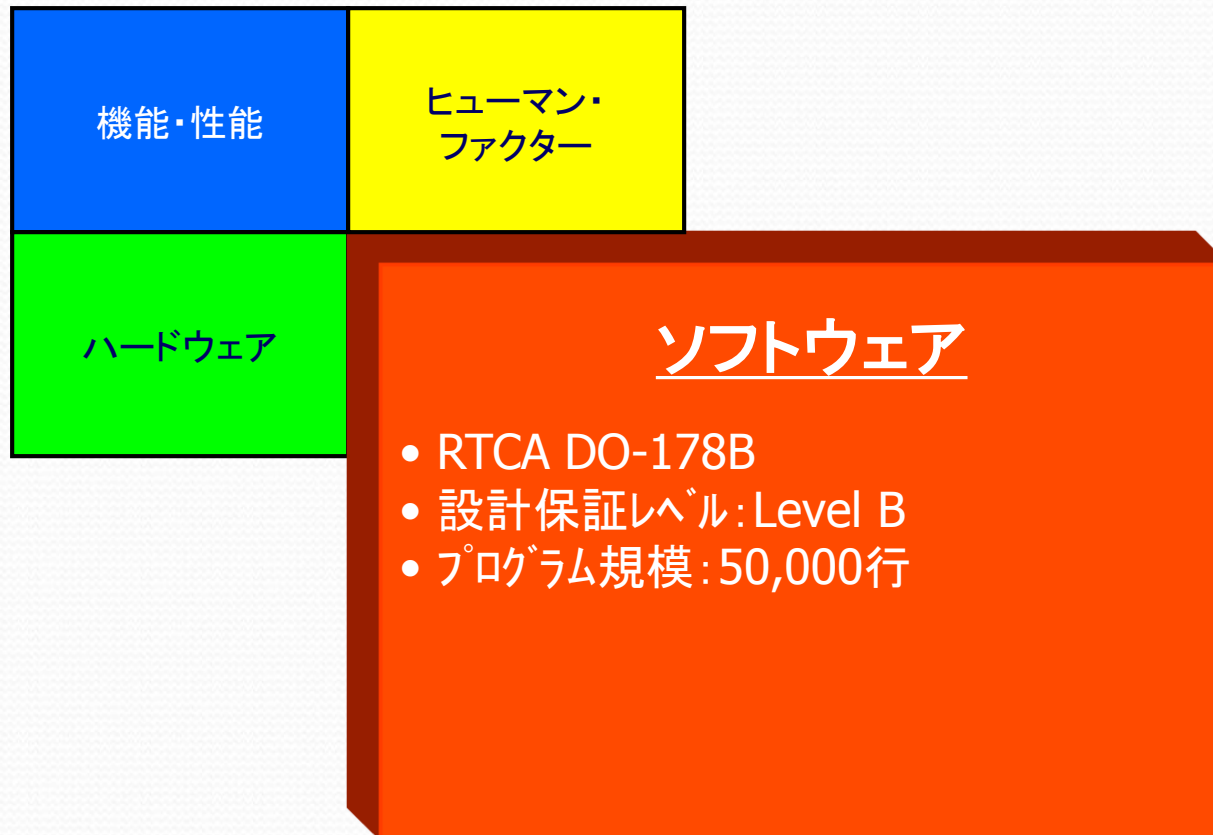 機能・性能
ヒューマン・
ファクター
ハードウェア
ソフトウェア
• RTCA DO-178B
• 設計保証ﾚﾍﾞﾙ:Level B
• ﾌﾟﾛｸﾞﾗﾑ規模:50,000行